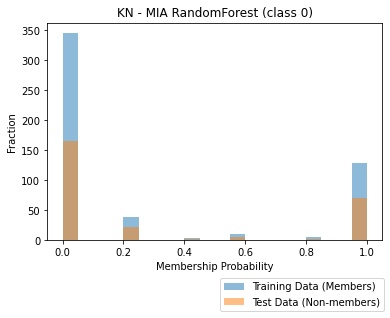 KN - MIA RandomForest (class 0)
Fraction
350
300
250
200
150
100
50
0
0.0 0.2 0.4 0.6 0.8 1.0
Membership Probability
Training Data (Members)
Test Data (Non-members)